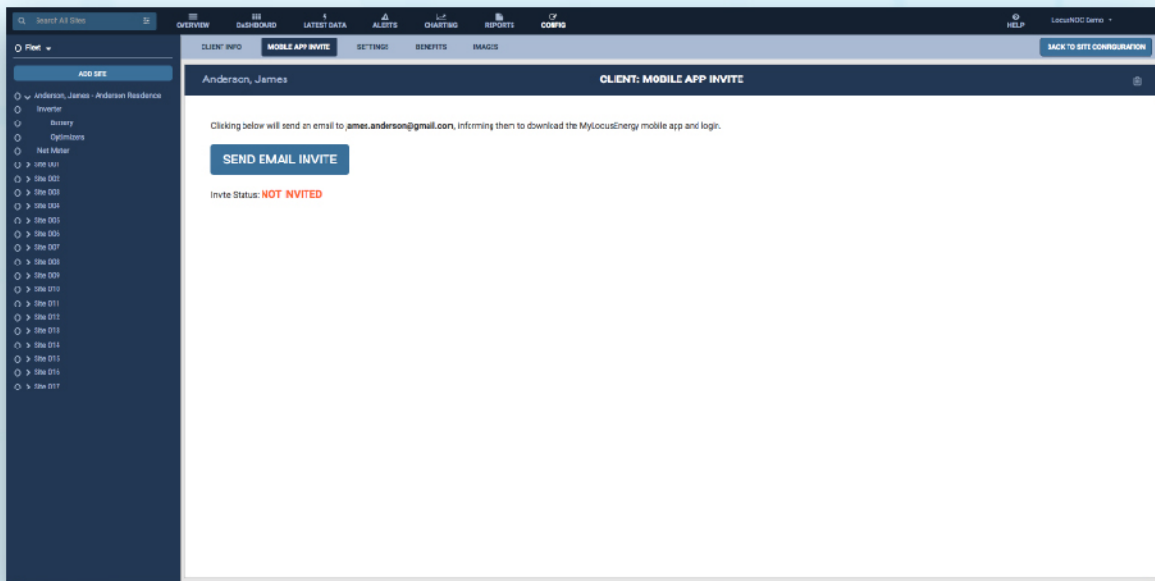 Search All Sites
OVERVIEW DASHBOARD LATEST DATA ALERTS CHARTING REPORTS CONFIG HELP LocusNOC Demo
Fleet
CLIENT INFO MOBILE APP INVITE SETTINGS BENEFITS IMAGES BACK TO SITE CONFIGURATION
ADD SITE
Anderson, James CLIENT: MOBILE APP INVITE
Anderson, James - Anderson Residence
Inverter
Battery
Optimizers
Net Meter
Site 001
Site 002
Site 003
Site 004
Site 005
Site 006
Site 007
Site 008
Site 009
Site 010
Site 011
Site 012
Site 013
Site 014
Site 015
Site 016
Site 017
Clicking below will send an email to james.anderson@gmail.com, informing them to download the MyLocusEnergy mobile app and login.
SEND EMAIL INVITE
Invite Status: NOT INVITED